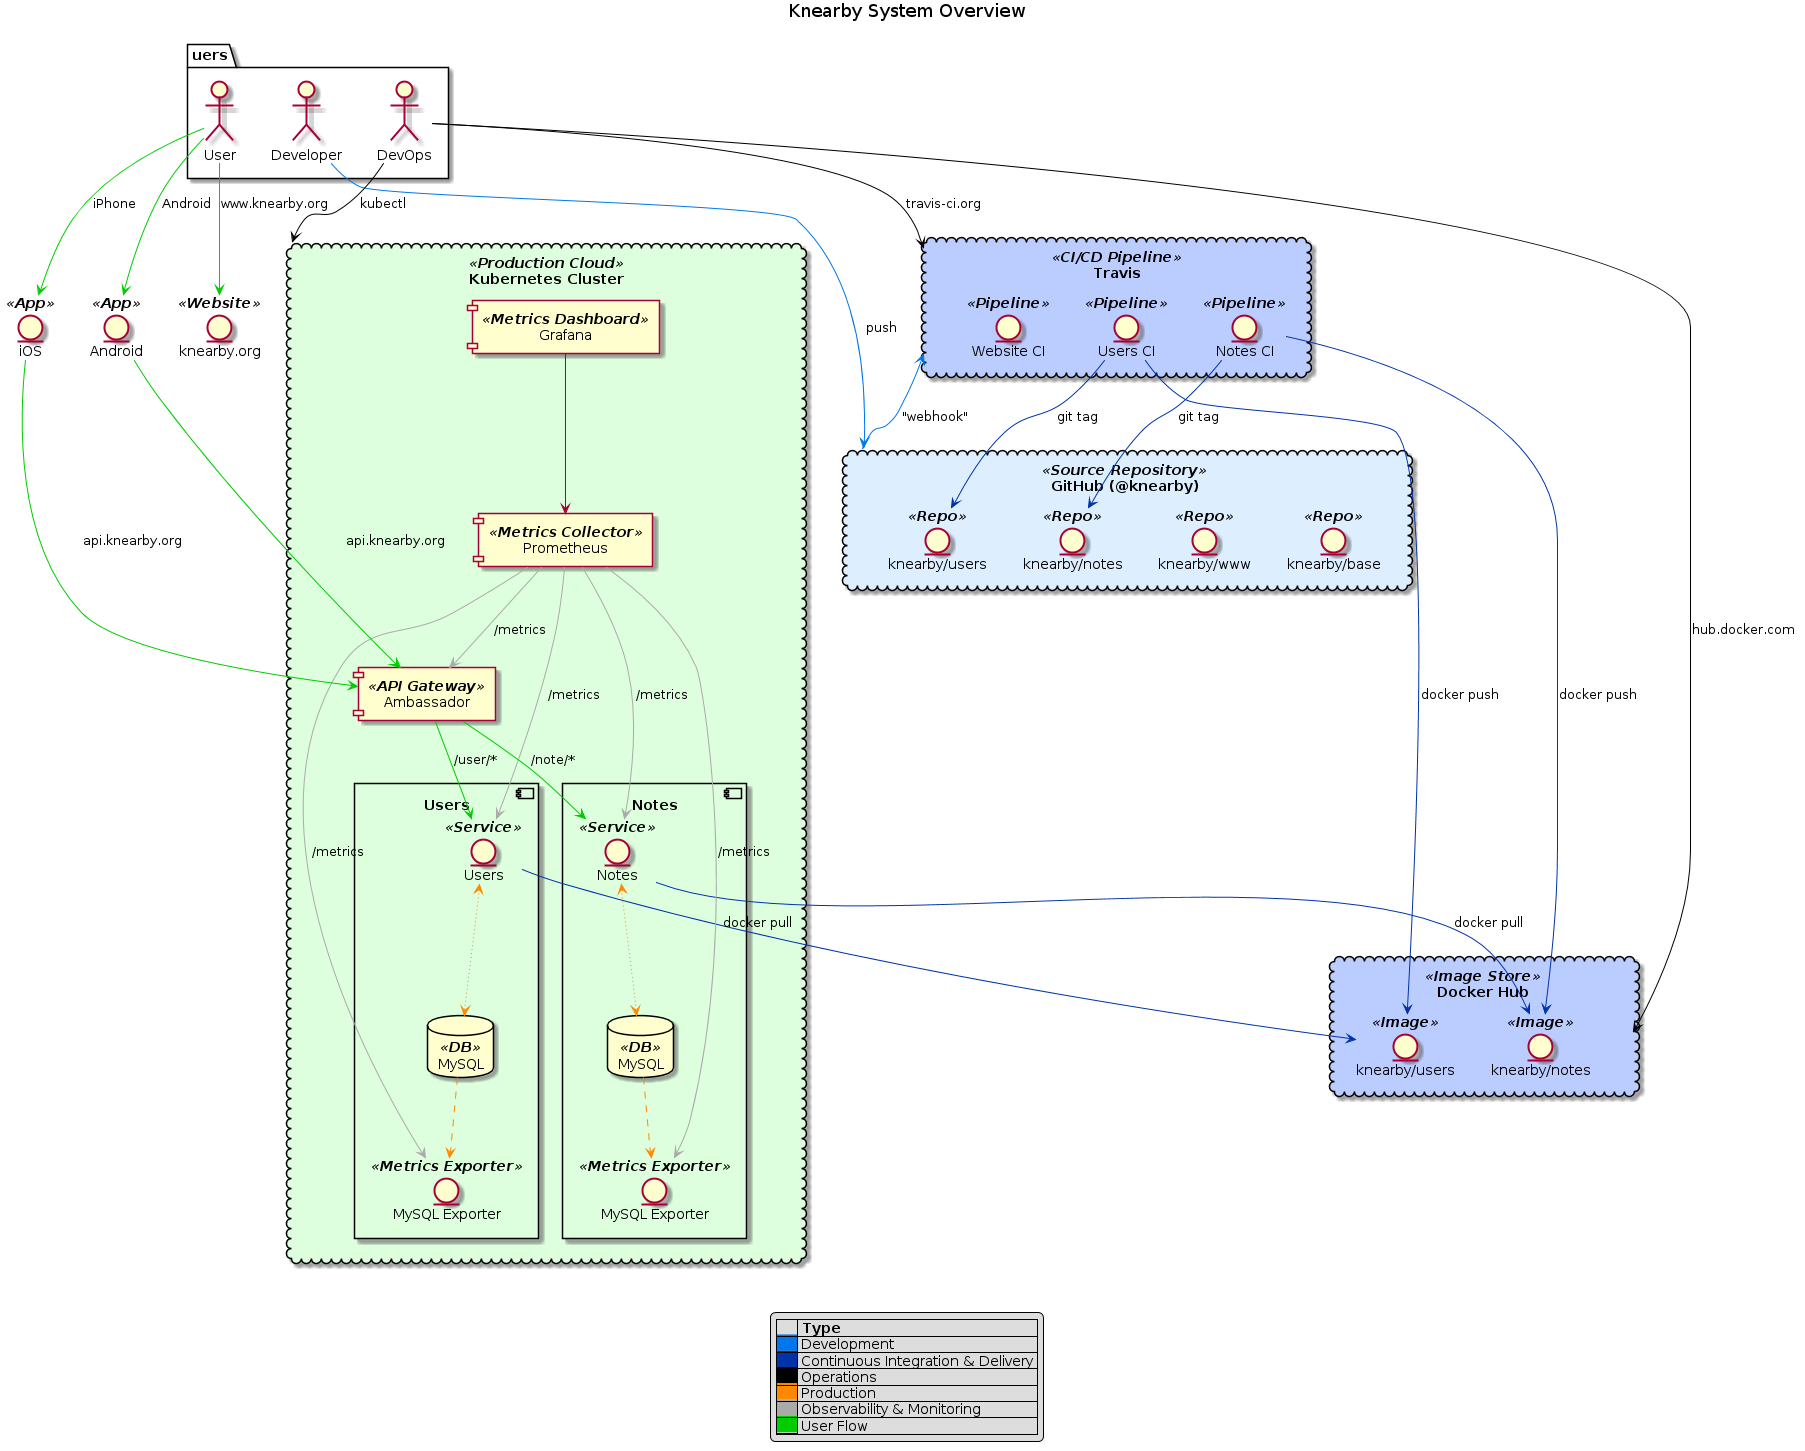 Knearby System Overview
uers
User
Developer
DevOps
iPhone
Android
www.knearby.org
kubectl
travis-ci.org
«App»
iOS
«App»
Android
«Website»
knearby.org
«Production Cloud»
Kubernetes Cluster
«Metrics Dashboard»
Grafana
push
«CI/CD Pipeline»
Travis
«Pipeline»
Website CI
«Pipeline»
Users CI
«Pipeline»
Notes CI
"webhook"
git tag
git tag
«Source Repository»
GitHub (@knearby)
«Repo»
knearby/users
«Repo»
knearby/notes
«Repo»
knearby/www
«Repo»
knearby/base
api.knearby.org
api.knearby.org
«Metrics Collector»
Prometheus
/metrics
hub.docker.com
«API Gateway»
Ambassador
/metrics
/metrics
docker push
docker push
/user/*
/note/*
Users
Notes
«Service»
Users
«Service»
Notes
/metrics
/metrics
docker pull
docker pull
«DB»
MySQL
«DB»
MySQL
«Image Store»
Docker Hub
«Image»
knearby/users
«Image»
knearby/notes
«Metrics Exporter»
MySQL Exporter
«Metrics Exporter»
MySQL Exporter
Type
Development
Continuous Integration & Delivery
Operations
Production
Observability & Monitoring
User Flow